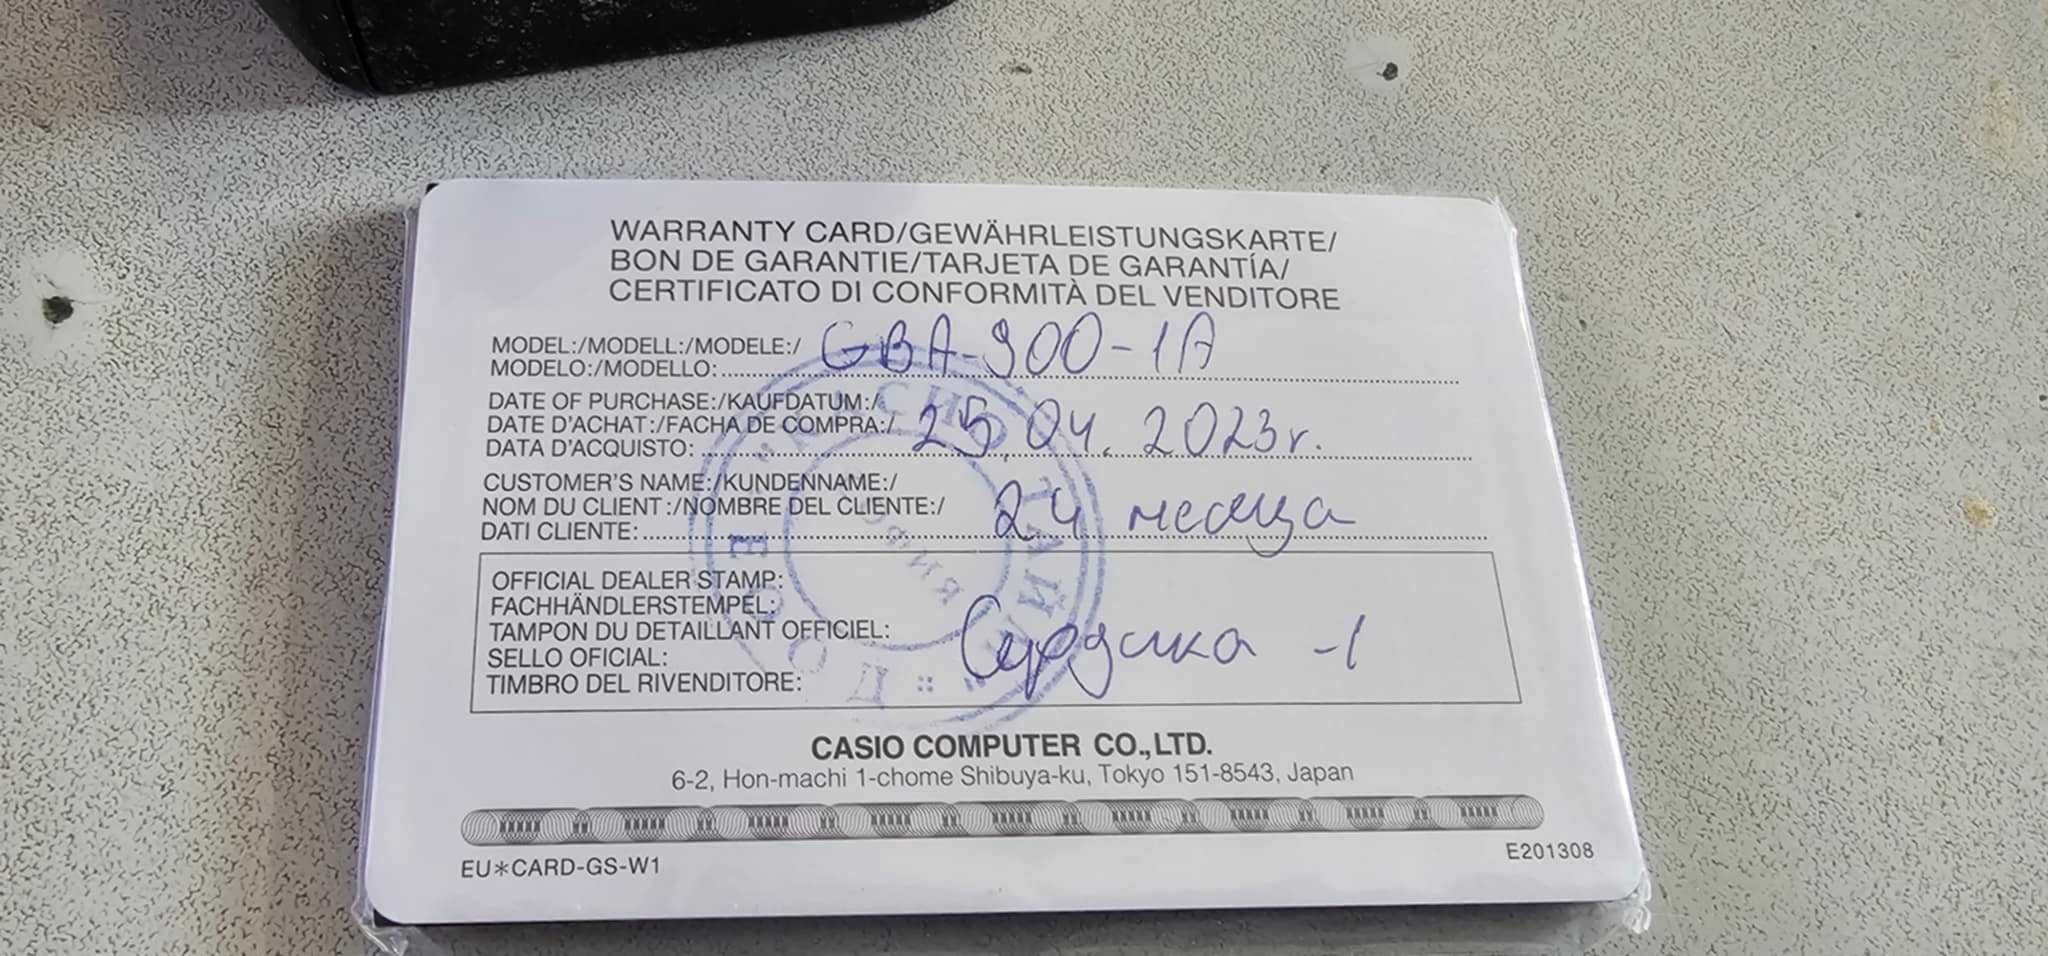 WARRANTY CARD/GEWÄHRLEISTUNGSKARTE/
BON DE GARANTIE/TARJETA DE GARANTÍA/
CERTIFICATO DI CONFORMITÀ DEL VENDITORE
MODEL:/MODELL:/MODELE:/
MODELO:/MODELLO: GBA-900-1A
DATE OF PURCHASE:/KAUFDATUM:/
DATE D'ACHAT:/FACHA DE COMPRA:/
DATA D'ACQUISTO: 25.04.2023г.
CUSTOMER'S NAME:/KUNDENNAME:/
NOM DU CLIENT:/NOMBRE DEL CLIENTE:/
DATI CLIENTE: 24 месеца
OFFICIAL DEALER STAMP:
FACHHÄNDLERSTEMPEL:
TAMPON DU DETAILLANT OFFICIEL:
SELLO OFICIAL:
TIMBRO DEL RIVENDITORE:
Сердика -1
"КАСИО ТАЙМ" ЕООД
CASIO COMPUTER CO.,LTD.
6-2, Hon-machi 1-chome Shibuya-ku, Tokyo 151-8543, Japan
EU*CARD-GS-W1
E201308